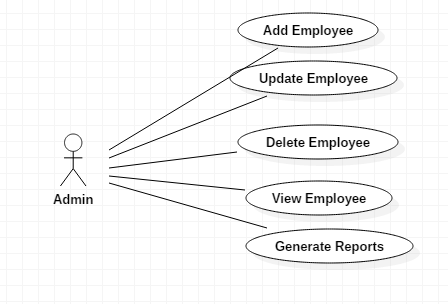 Add Employee
Update Employee
Delete Employee
Admin
View Employee
Generate Reports